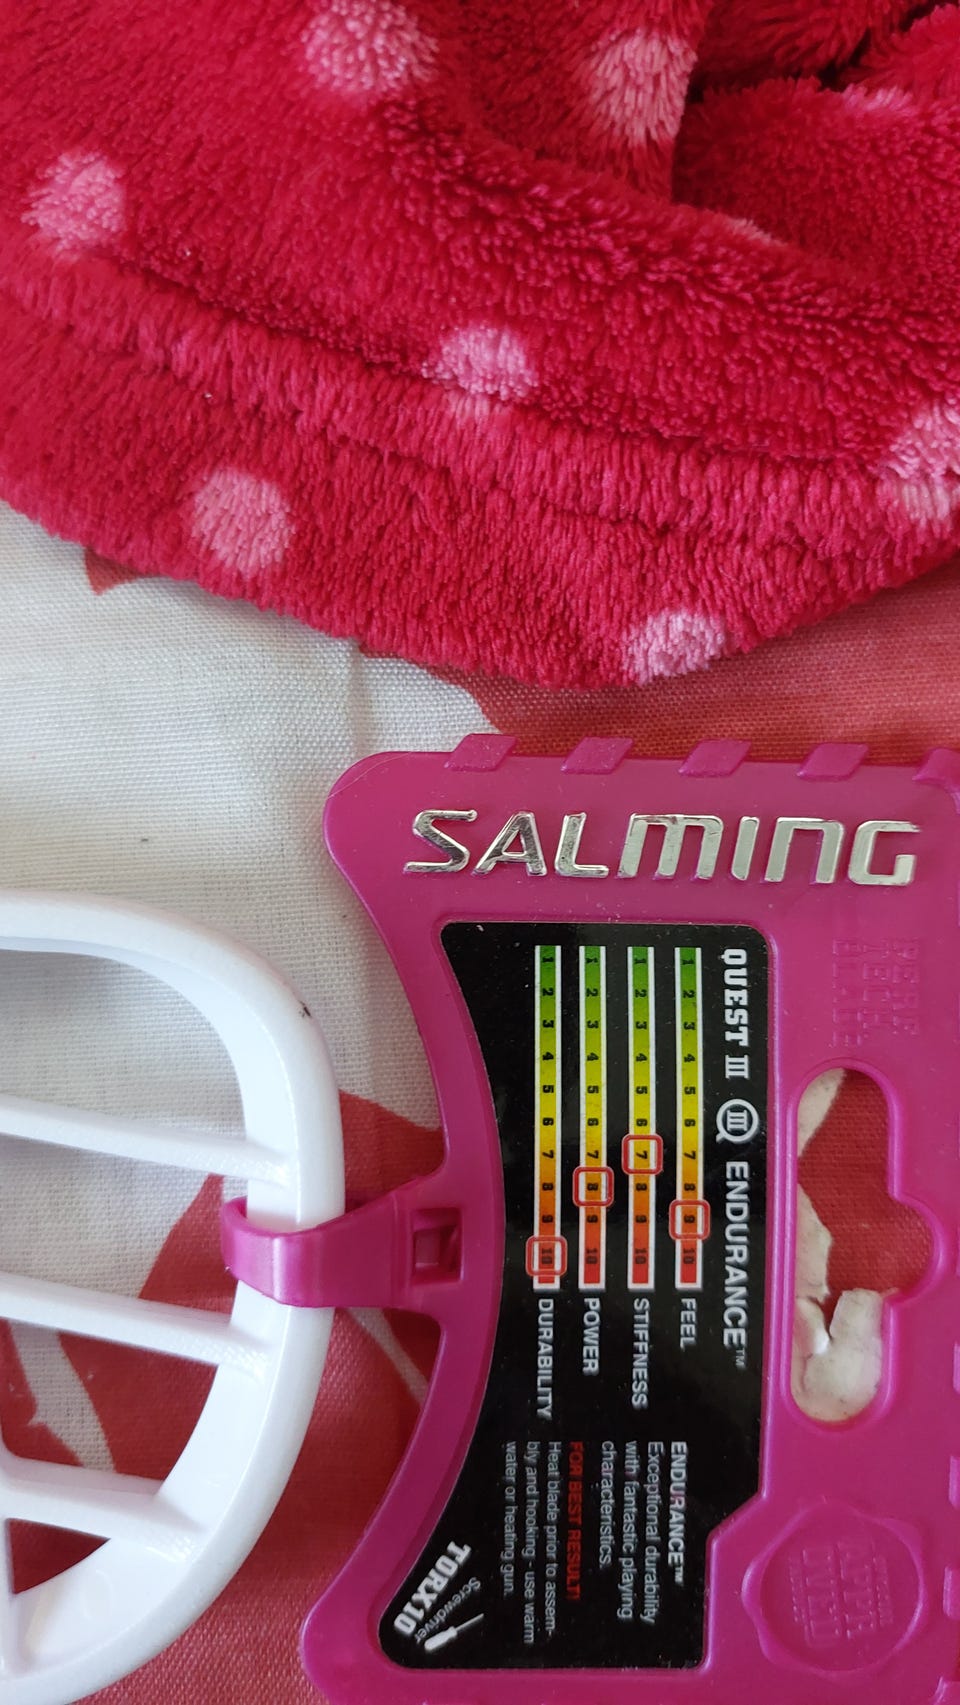 SALMING
QUEST III III ENDURANCE™
1 2 3 4 5 6 7 8 9 10 FEEL
1 2 3 4 5 6 7 8 9 10 STIFFNESS
1 2 3 4 5 6 7 8 9 10 POWER
1 2 3 4 5 6 7 8 9 10 DURABILITY
ENDURANCE™
Exceptional durability
with fantastic playing
characteristics.
FOR BEST RESULT!
Heat blade prior to assem-
bly and hooking - use warm
water or heating gun.
Screwdriver
TORX10